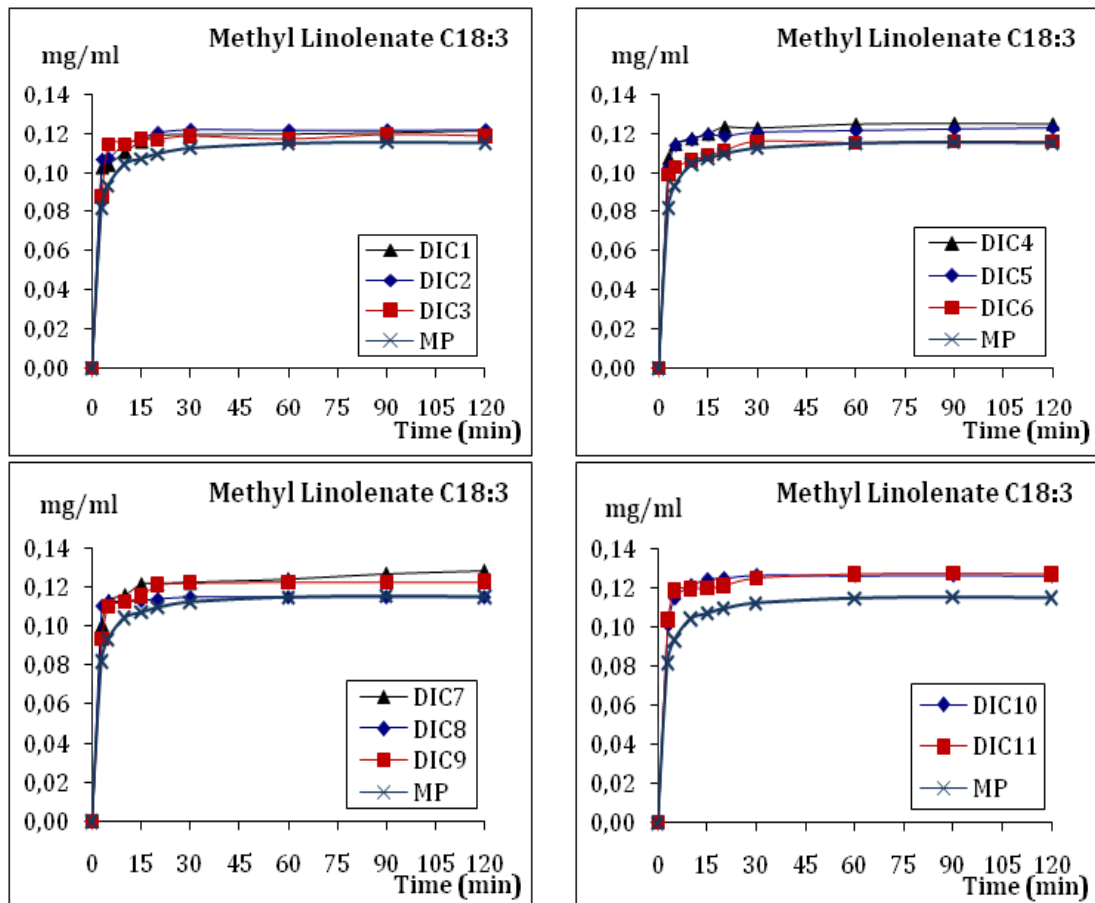 Methyl Linolenate C18:3
mg/ml
0,14
0,12
0,10
0,08
0,06
0,04
0,02
0,00
DIC1
DIC2
DIC3
MP
0 15 30 45 60 75 90 105 120
Time (min)
Methyl Linolenate C18:3
mg/ml
0,14
0,12
0,10
0,08
0,06
0,04
0,02
0,00
DIC4
DIC5
DIC6
MP
0 15 30 45 60 75 90 105 120
Time (min)
Methyl Linolenate C18:3
mg/ml
0,14
0,12
0,10
0,08
0,06
0,04
0,02
0,00
DIC7
DIC8
DIC9
MP
0 15 30 45 60 75 90 105 120
Time (min)
Methyl Linolenate C18:3
mg/ml
0,14
0,12
0,10
0,08
0,06
0,04
0,02
0,00
DIC10
DIC11
MP
0 15 30 45 60 75 90 105 120
Time (min)